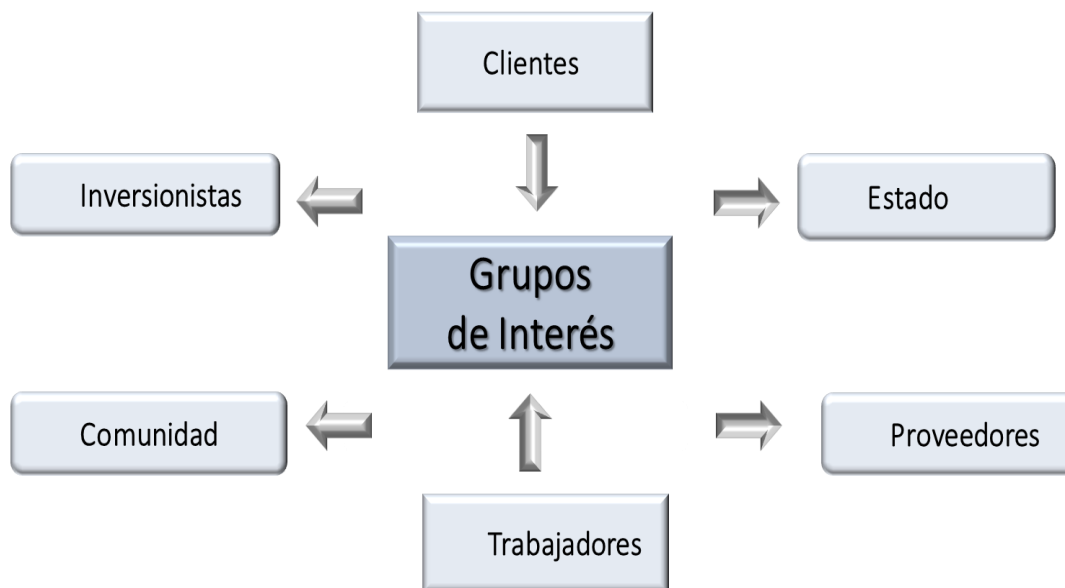 Clientes
Inversionistas
Estado
Grupos
de Interés
Comunidad
Proveedores
Trabajadores